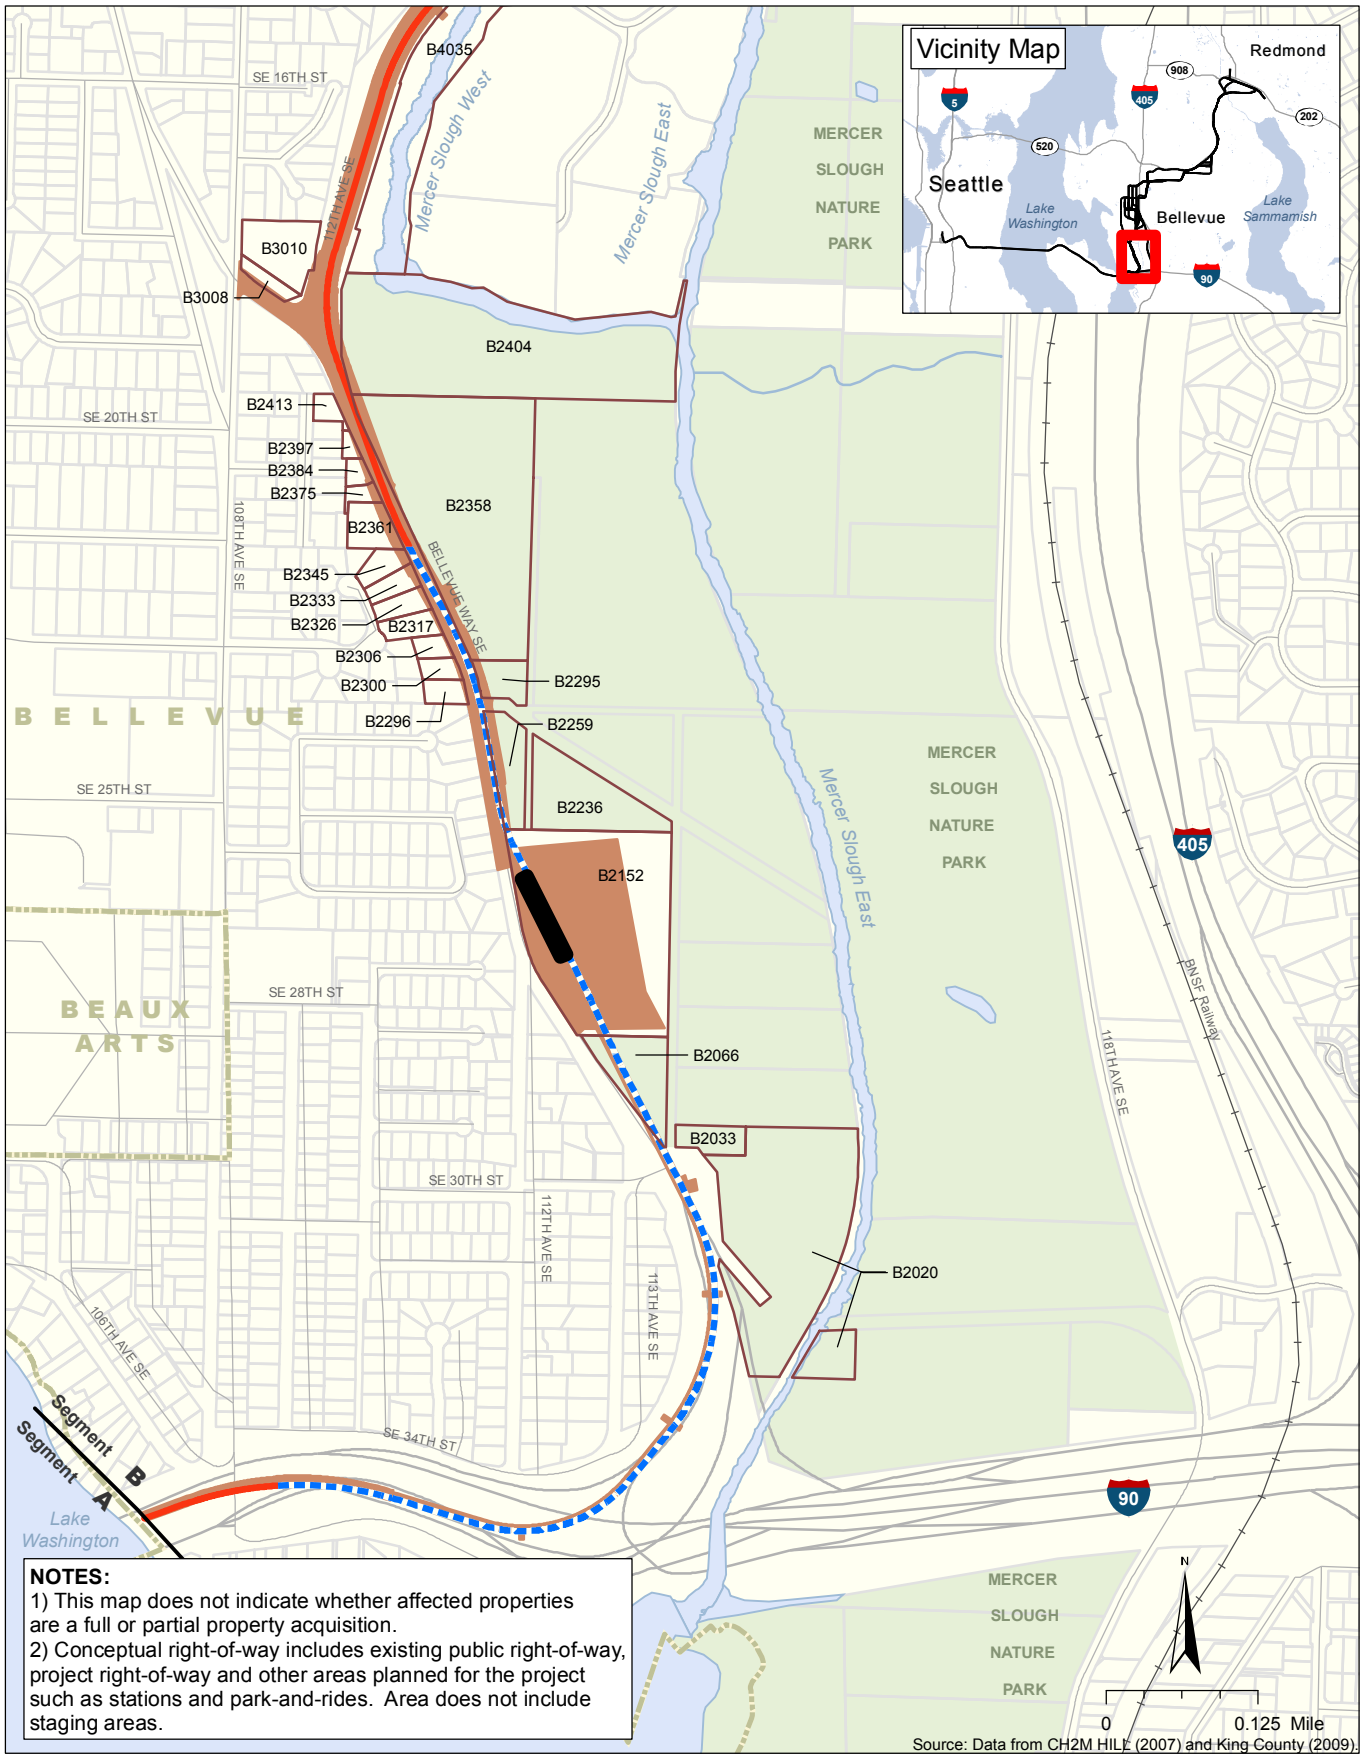 Vicinity Map
Redmond
908
5
405
202
520
Seattle
Lake
Washington
Bellevue
Lake
Sammamish
90
B4035
SE 16TH ST
Mercer Slough West
Mercer Slough East
112TH AVE SE
MERCER
SLOUGH
NATURE
PARK
B3010
B3008
B2404
B2413
SE 20TH ST
B2397
B2384
B2375
B2358
B2361
108TH AVE SE
BELLEVUE WAY SE
B2345
B2333
B2326
B2317
B2306
B2300
B2295
B2296
B2259
BELLEVUE
MERCER
SLOUGH
NATURE
PARK
Mercer Slough East
SE 25TH ST
B2236
405
B2152
SE 28TH ST
BEAUX
ARTS
BNSF Railway
118TH AVE SE
B2066
B2033
SE 30TH ST
112TH AVE SE
113TH AVE SE
B2020
106TH AVE SE
Segment B
Segment A
SE 34TH ST
90
Lake
Washington
NOTES:
1) This map does not indicate whether affected properties
are a full or partial property acquisition.
2) Conceptual right-of-way includes existing public right-of-way,
project right-of-way and other areas planned for the project
such as stations and park-and-rides.  Area does not include
staging areas.
MERCER
SLOUGH
NATURE
PARK
N
0 0.125 Mile
Source: Data from CH2M HILL (2007) and King County (2009).